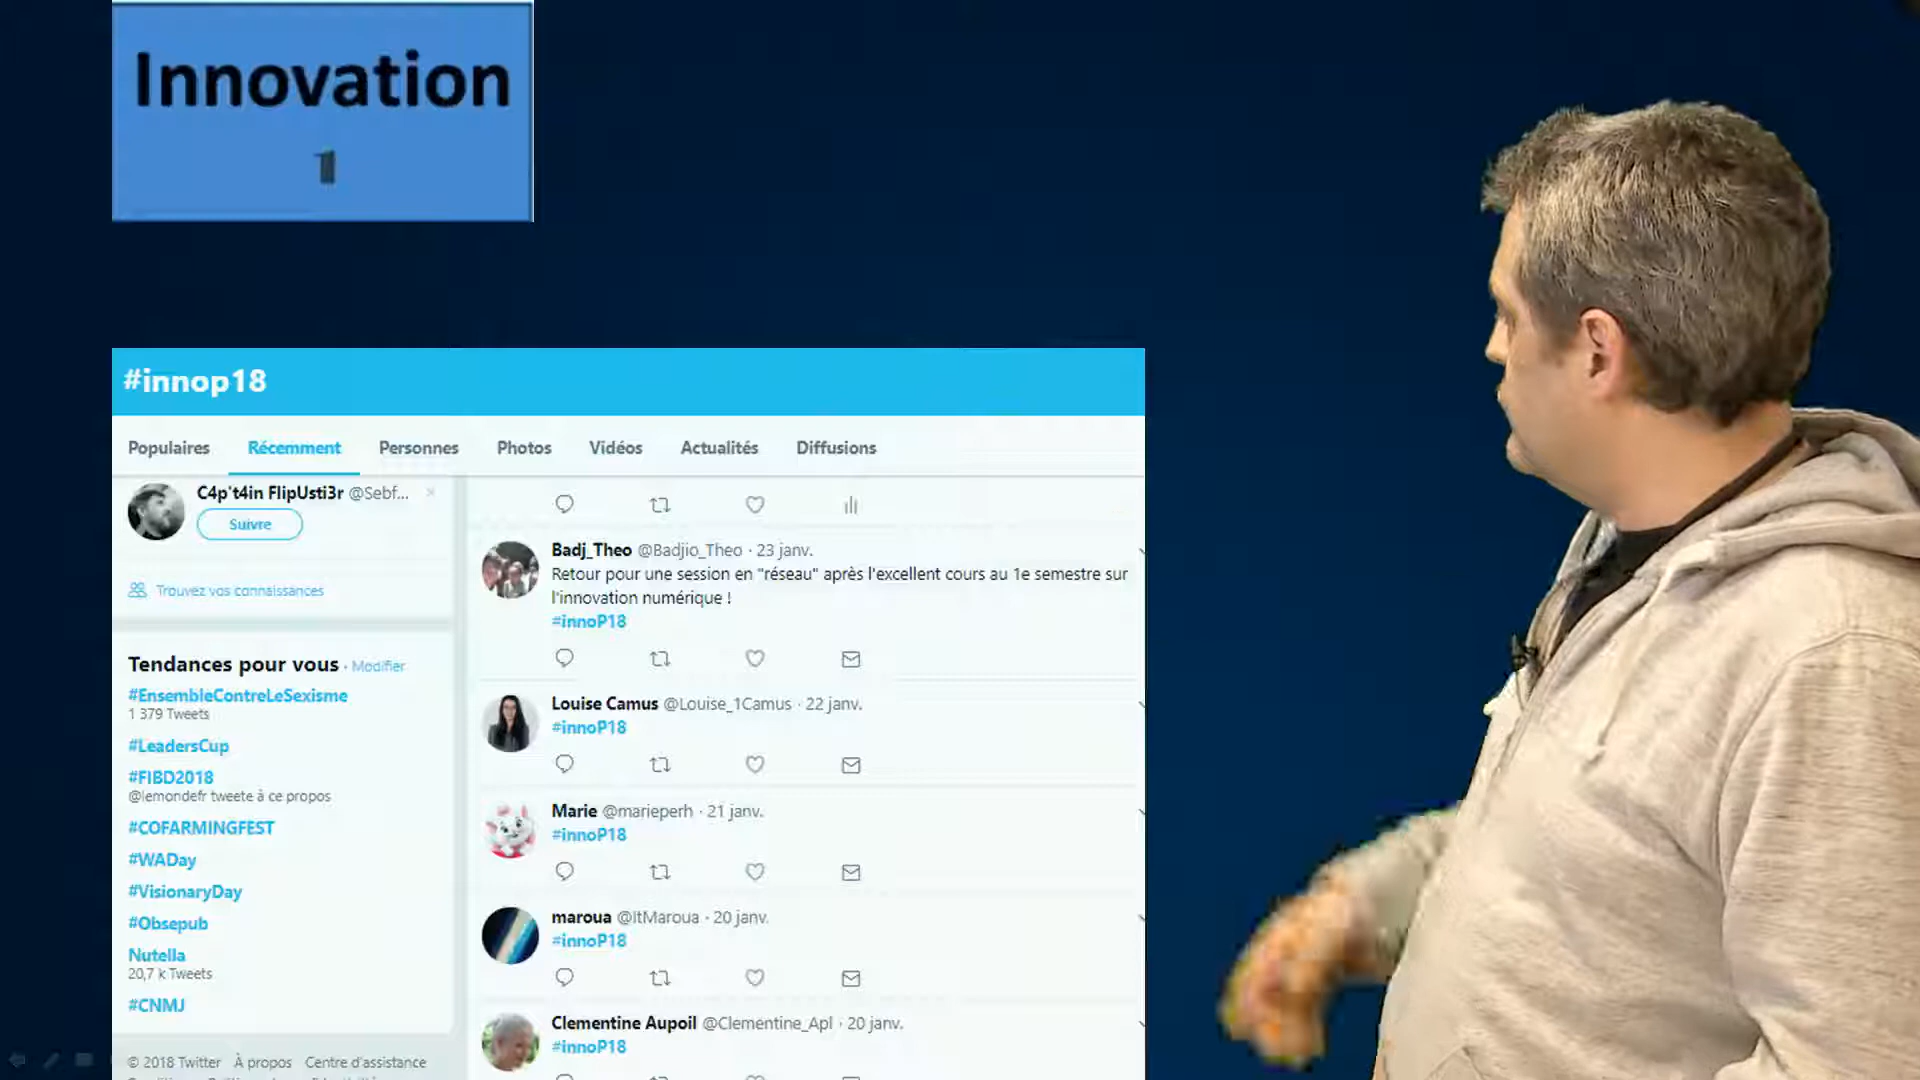 Innovation
1
#innop18
Populaires Récemment Personnes Photos Vidéos Actualités Diffusions
C4p't4in FlipUsti3r @Sebf...
Suivre
Trouvez vos connaissances
Tendances pour vous · Modifier
#EnsembleContreLeSexisme
1 379 Tweets
#LeadersCup
#FIBD2018
@lemondefr tweete à ce propos
#COFARMINGFEST
#WADay
#VisionaryDay
#Obsepub
Nutella
20,7 k Tweets
#CNMJ
© 2018 Twitter À propos Centre d'assistance
Badj_Theo @Badjio_Theo · 23 janv.
Retour pour une session en "réseau" après l'excellent cours au 1e semestre sur
l'innovation numérique !
#innoP18
Louise Camus @Louise_1Camus · 22 janv.
#innoP18
Marie @marieperh · 21 janv.
#innoP18
maroua @ItMaroua · 20 janv.
#innoP18
Clementine Aupoil @Clementine_Apl · 20 janv.
#innoP18